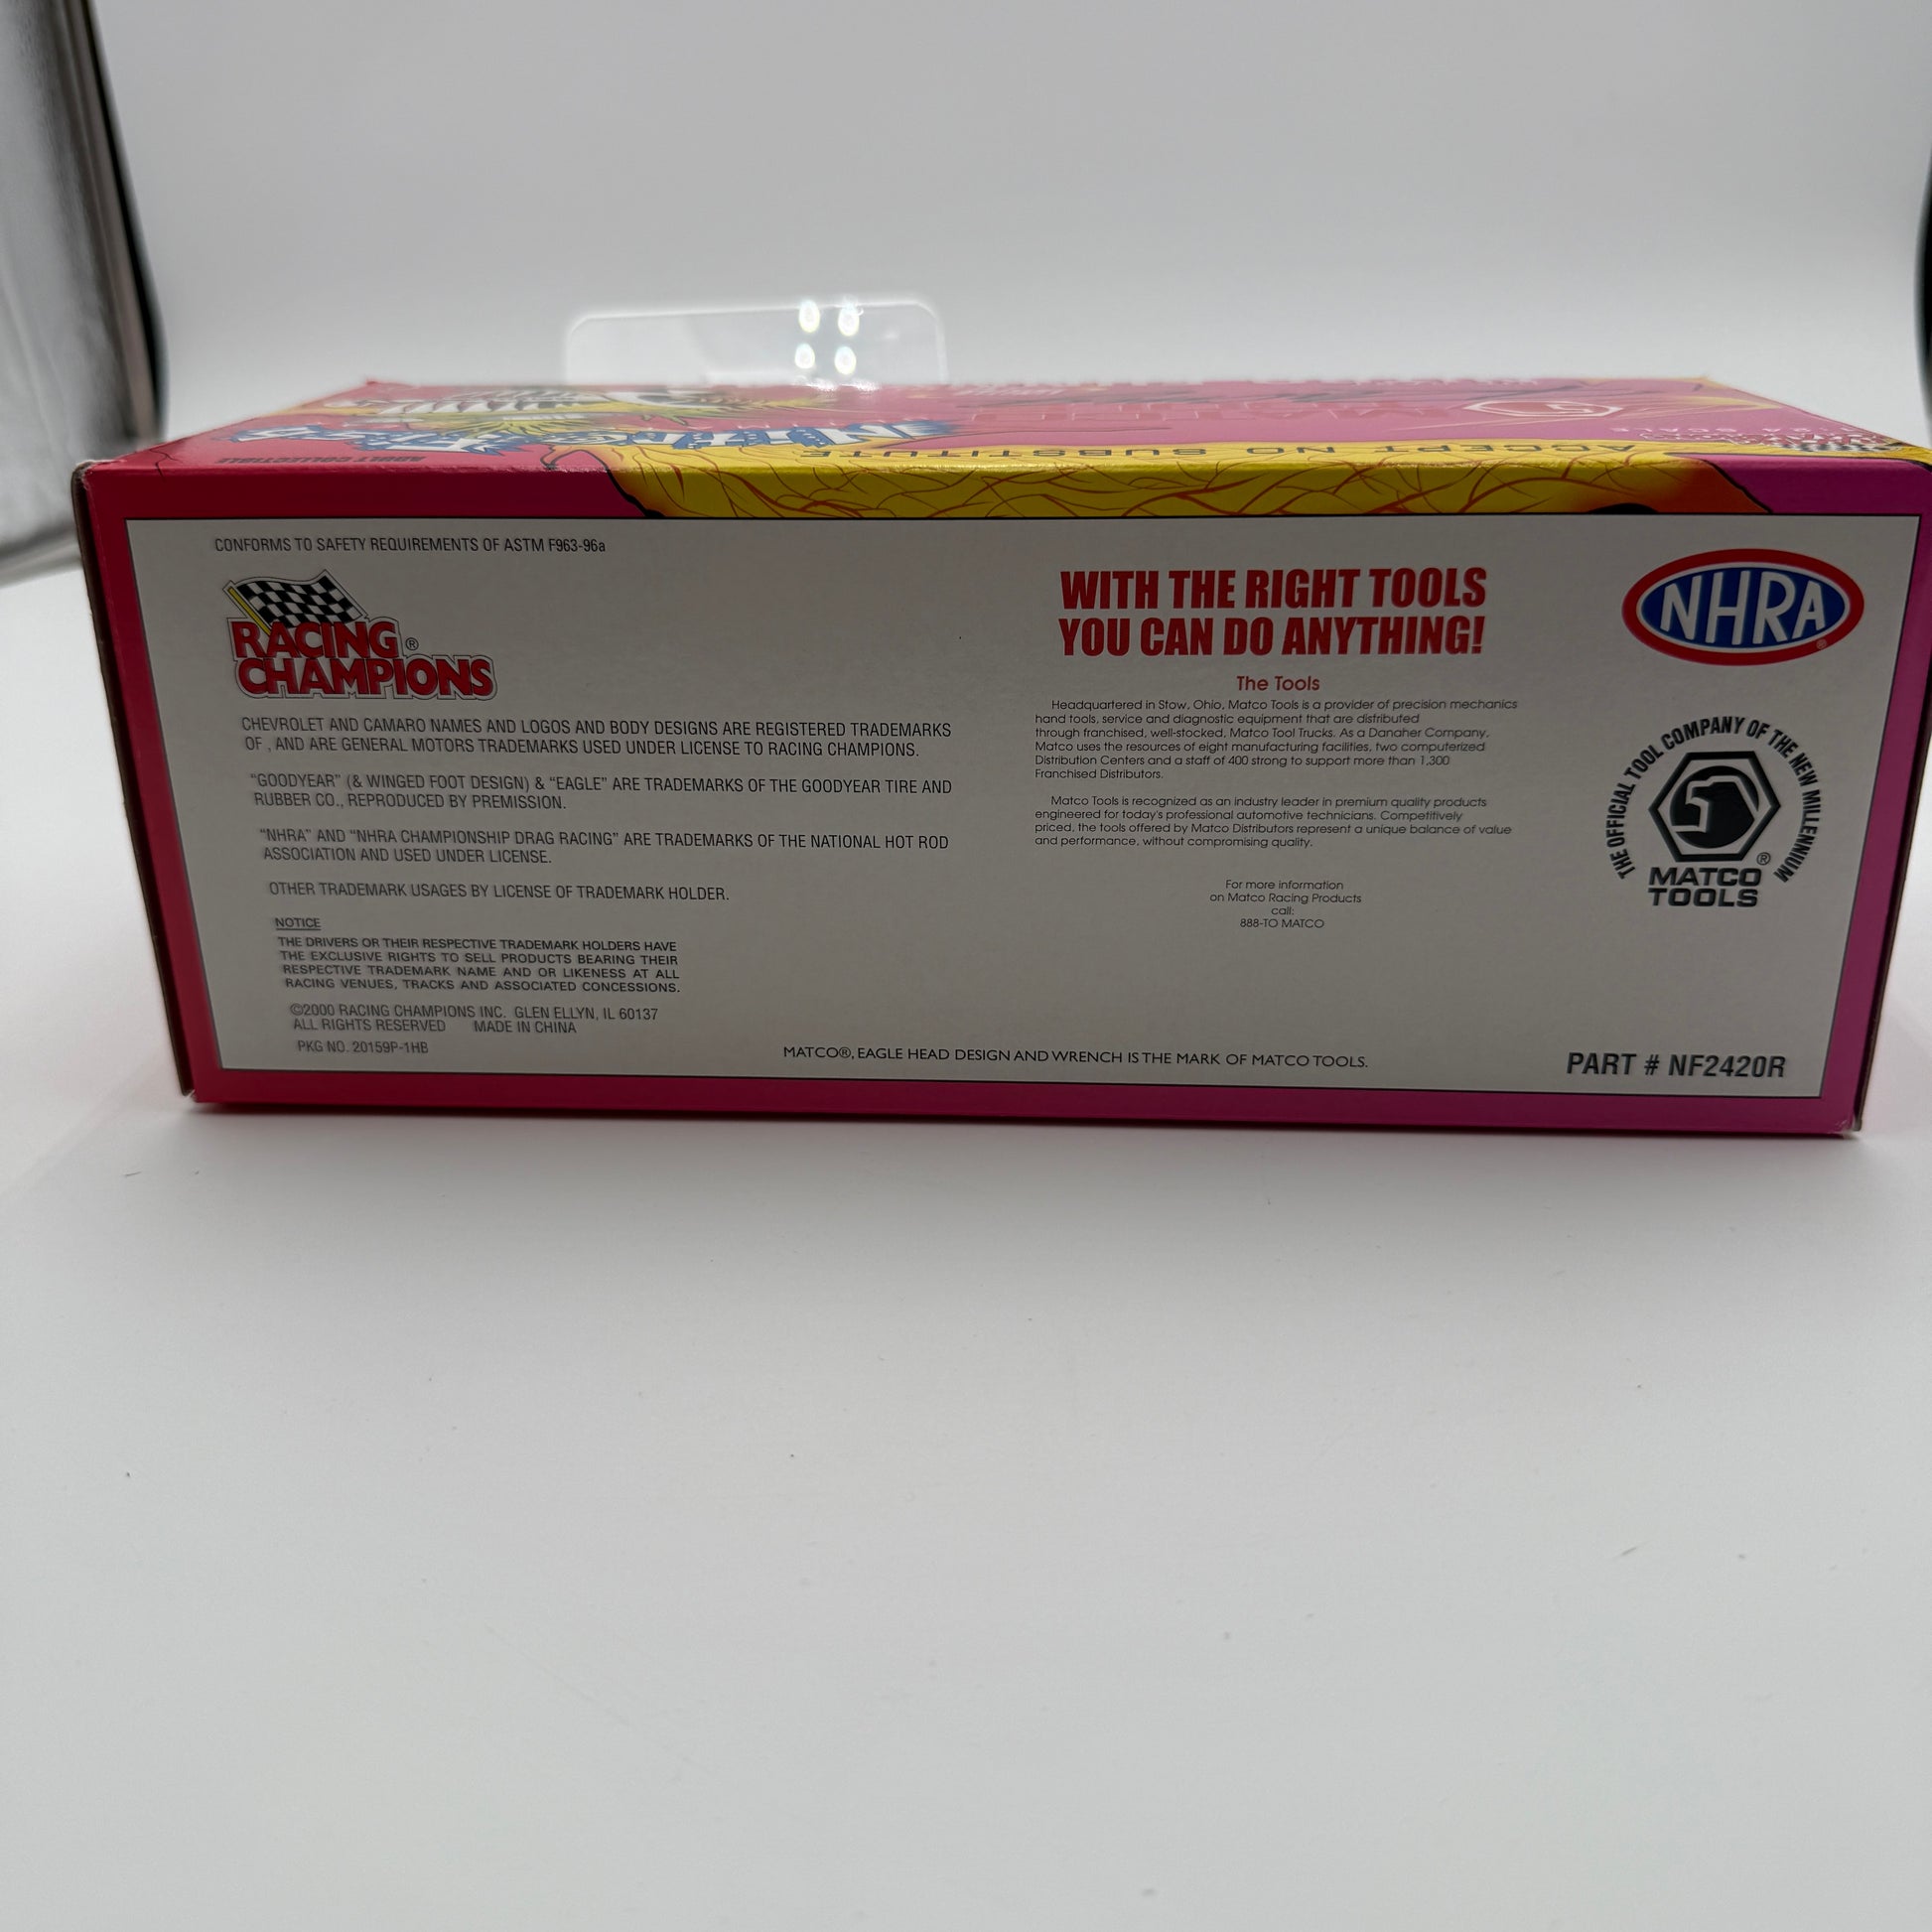 ADULT COLLECTIBLE
ACCEPT NO SUBSTITUTE
CONFORMS TO SAFETY REQUIREMENTS OF ASTM F963-96a
RACING ®
CHAMPIONS
CHEVROLET AND CAMARO NAMES AND LOGOS AND BODY DESIGNS ARE REGISTERED TRADEMARKS
OF , AND ARE GENERAL MOTORS TRADEMARKS USED UNDER LICENSE TO RACING CHAMPIONS.
"GOODYEAR" (& WINGED FOOT DESIGN) & "EAGLE" ARE TRADEMARKS OF THE GOODYEAR TIRE AND
RUBBER CO., REPRODUCED BY PREMISSION.
"NHRA" AND "NHRA CHAMPIONSHIP DRAG RACING" ARE TRADEMARKS OF THE NATIONAL HOT ROD
ASSOCIATION AND USED UNDER LICENSE.
OTHER TRADEMARK USAGES BY LICENSE OF TRADEMARK HOLDER.
NOTICE
THE DRIVERS OR THEIR RESPECTIVE TRADEMARK HOLDERS HAVE
THE EXCLUSIVE RIGHTS TO SELL PRODUCTS BEARING THEIR
RESPECTIVE TRADEMARK NAME AND OR LIKENESS AT ALL
RACING VENUES, TRACKS AND ASSOCIATED CONCESSIONS.
©2000 RACING CHAMPIONS INC. GLEN ELLYN, IL 60137
ALL RIGHTS RESERVED MADE IN CHINA
PKG NO. 20159P-1HB
WITH THE RIGHT TOOLS
YOU CAN DO ANYTHING!
The Tools
Headquartered in Stow, Ohio, Matco Tools is a provider of precision mechanics
hand tools, service and diagnostic equipment that are distributed
through franchised, well-stocked, Matco Tool Trucks. As a Danaher Company,
Matco uses the resources of eight manufacturing facilities, two computerized
Distribution Centers and a staff of 400 strong to support more than 1,300
Franchised Distributors.
Matco Tools is recognized as an industry leader in premium quality products
engineered for today's professional automotive technicians. Competitively
priced, the tools offered by Matco Distributors represent a unique balance of value
and performance, without compromising quality.
For more information
on Matco Racing Products
call:
888-TO MATCO
MATCO®, EAGLE HEAD DESIGN AND WRENCH IS THE MARK OF MATCO TOOLS.
NHRA ®
THE OFFICIAL TOOL COMPANY OF THE NEW MILLENNIUM
MATCO ®
TOOLS
PART # NF2420R